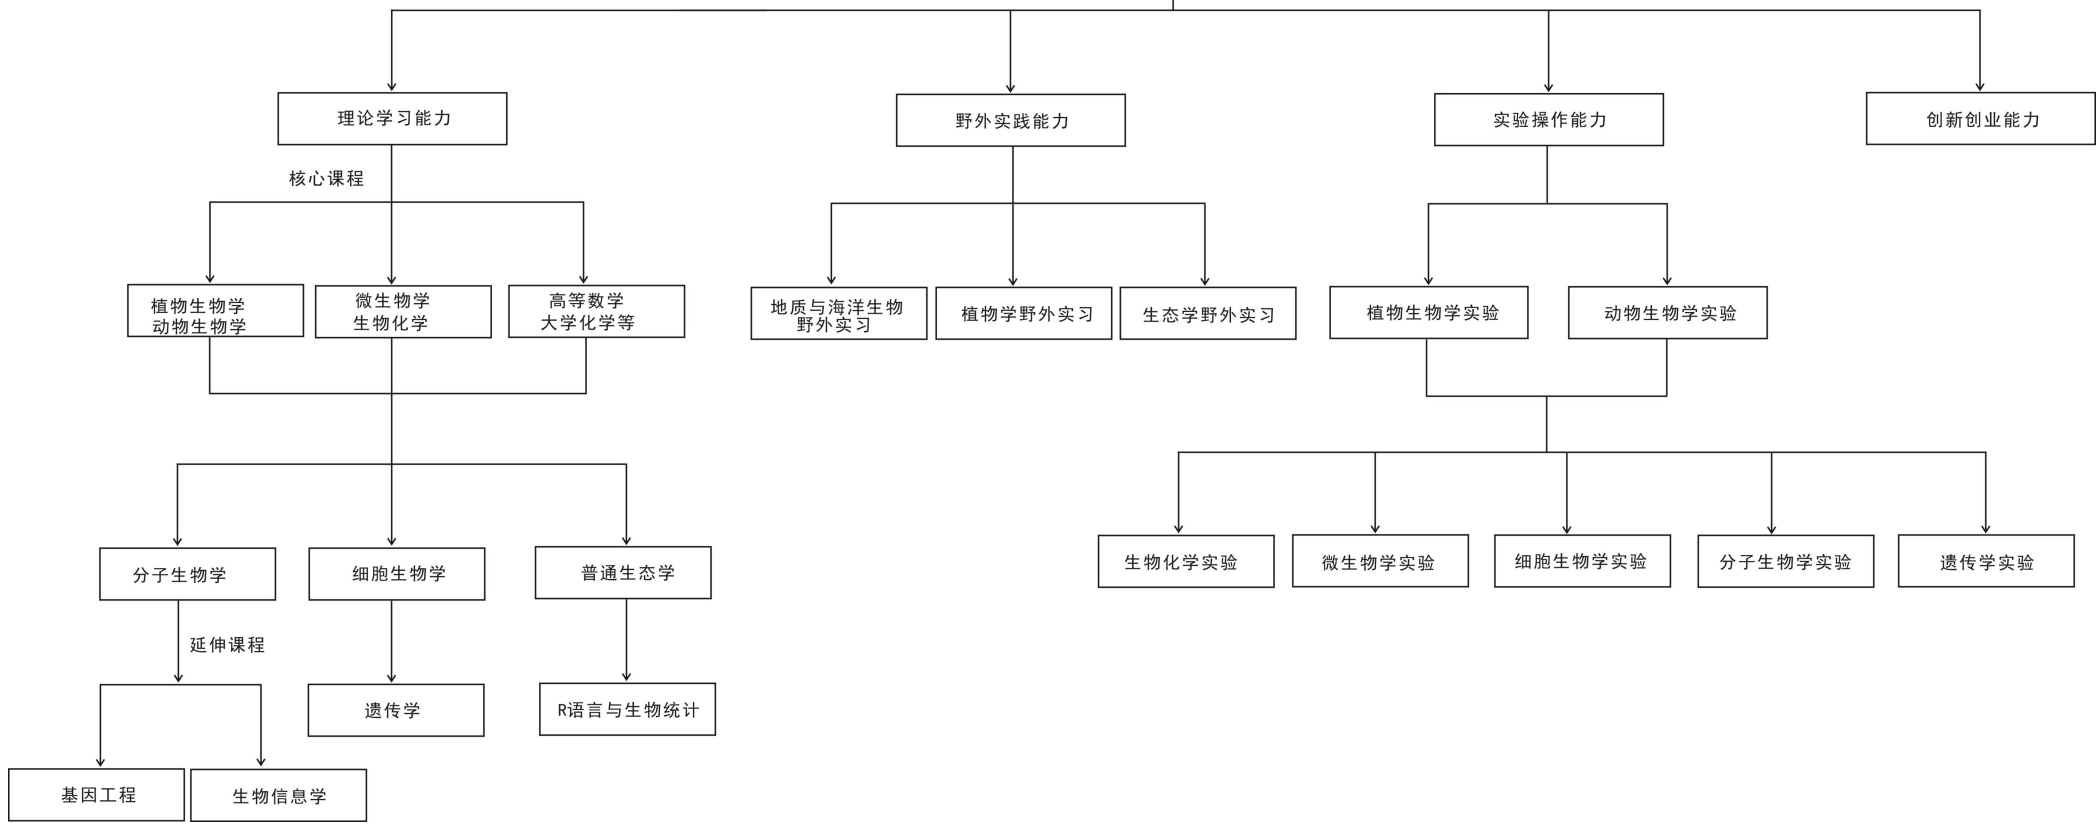 理论学习能力
野外实践能力
实验操作能力
创新创业能力
核心课程
植物生物学
动物生物学
微生物学
生物化学
高等数学
大学化学等
地质与海洋生物
野外实习
植物学野外实习
生态学野外实习
植物生物学实验
动物生物学实验
分子生物学
细胞生物学
普通生态学
生物化学实验
微生物学实验
细胞生物学实验
分子生物学实验
遗传学实验
延伸课程
遗传学
R语言与生物统计
基因工程
生物信息学